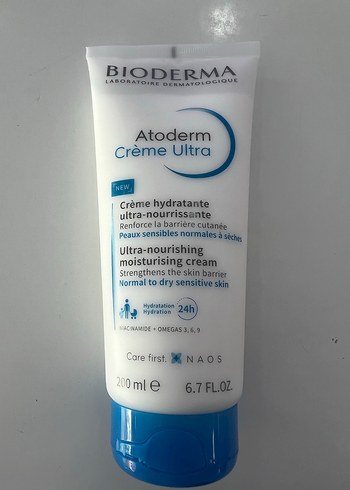 BIODERMA
LABORATOIRE DERMATOLOGIQUE
Atoderm
Crème Ultra
NEW
Crème hydratante
ultra-nourrissante
Renforce la barrière cutanée
Peaux sensibles normales à sèches
Ultra-nourishing
moisturising cream
Strengthens the skin barrier
Normal to dry sensitive skin
Hydratation
Hydration
24h
NIACINAMIDE + OMEGAS 3, 6, 9
Care first.
NAOS
200 ml ℮ 6.7 FL.OZ.